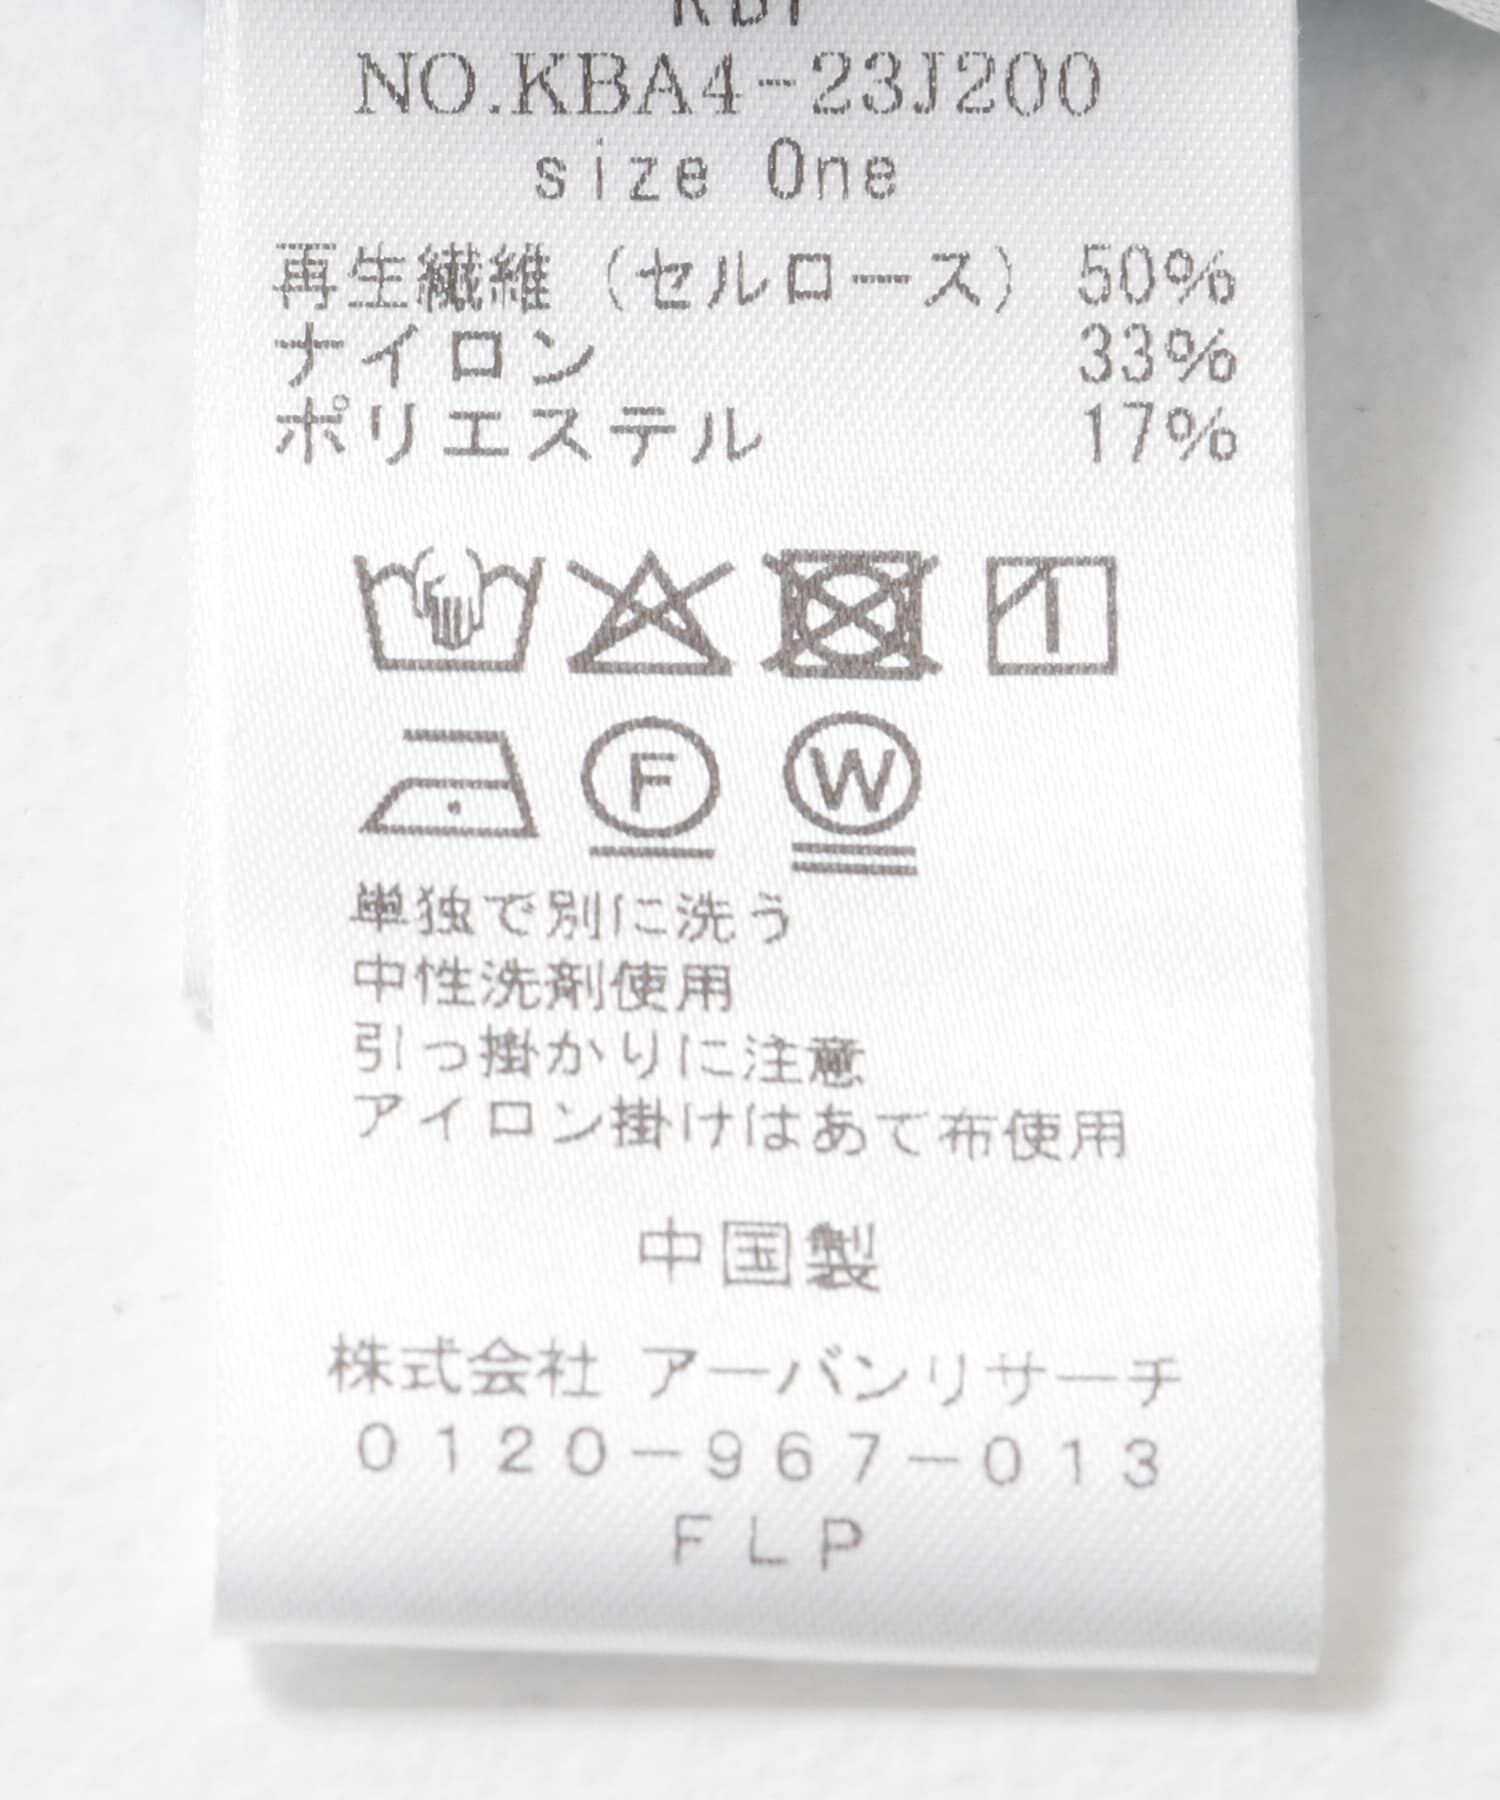 NO.KBA4-23J200
size One
再生繊維（セルロース） 50%
ナイロン 33%
ポリエステル 17%
F W
単独で別に洗う
中性洗剤使用
引っ掛かりに注意
アイロン掛けはあて布使用
中国製
株式会社 アーバンリサーチ
0120-967-013
FLP